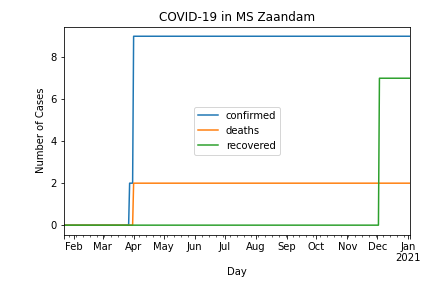 COVID-19 in MS Zaandam
Number of Cases
8
6
4
2
0
confirmed
deaths
recovered
Feb Mar Apr May Jun Jul Aug Sep Oct Nov Dec Jan
2021
Day